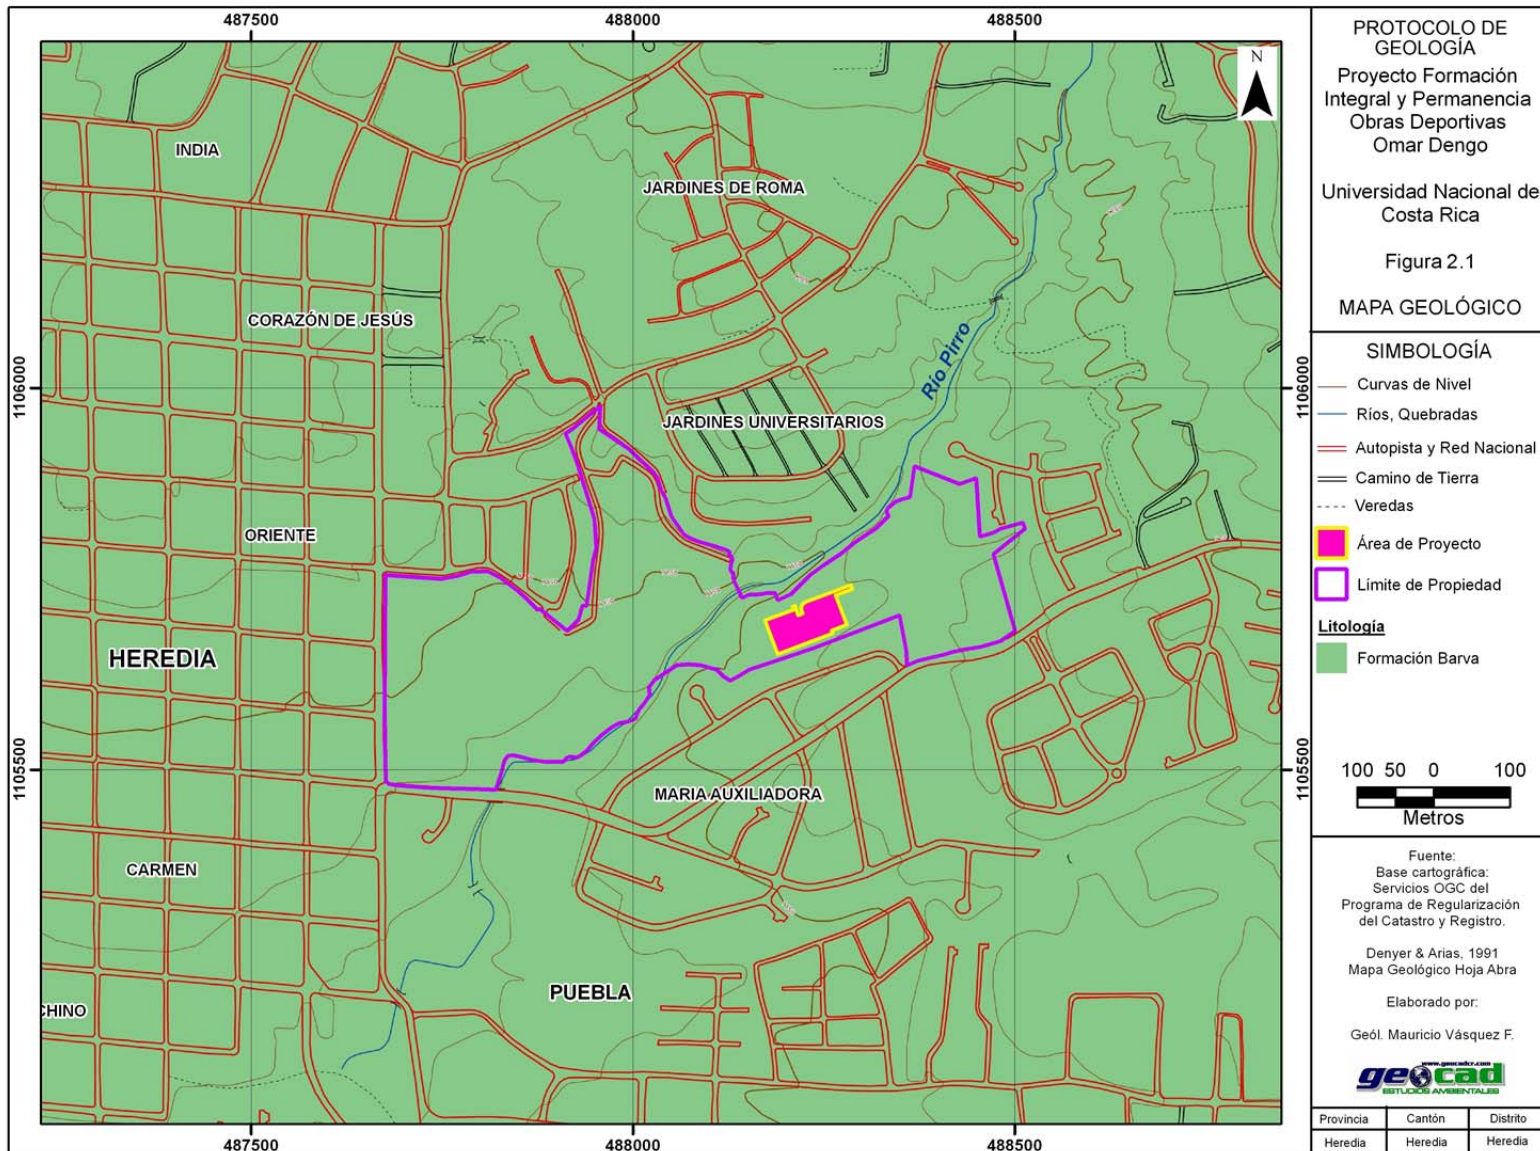 487500
488000
488500
N
INDIA
JARDINES DE ROMA
CORAZÓN DE JESÚS
Río Pirro
1106000
1106000
JARDINES UNIVERSITARIOS
ORIENTE
HEREDIA
1105500
1105500
MARIA AUXILIADORA
CARMEN
PUEBLA
CHINO
487500
488000
488500
PROTOCOLO DE
GEOLOGÍA
Proyecto Formación
Integral y Permanencia
Obras Deportivas
Omar Dengo
Universidad Nacional de
Costa Rica
Figura 2.1
MAPA GEOLÓGICO
SIMBOLOGÍA
Curvas de Nivel
Ríos, Quebradas
Autopista y Red Nacional
Camino de Tierra
Veredas
Área de Proyecto
Límite de Propiedad
Litología
Formación Barva
100 50 0 100
Metros
Fuente:
Base cartográfica:
Servicios OGC del
Programa de Regularización
del Catastro y Registro.
Denyer & Arias, 1991
Mapa Geológico Hoja Abra
Elaborado por:
Geól. Mauricio Vásquez F.
www.geocadcr.com
geocad
ESTUDIOS AMBIENTALES
Provincia Cantón Distrito
Heredia Heredia Heredia